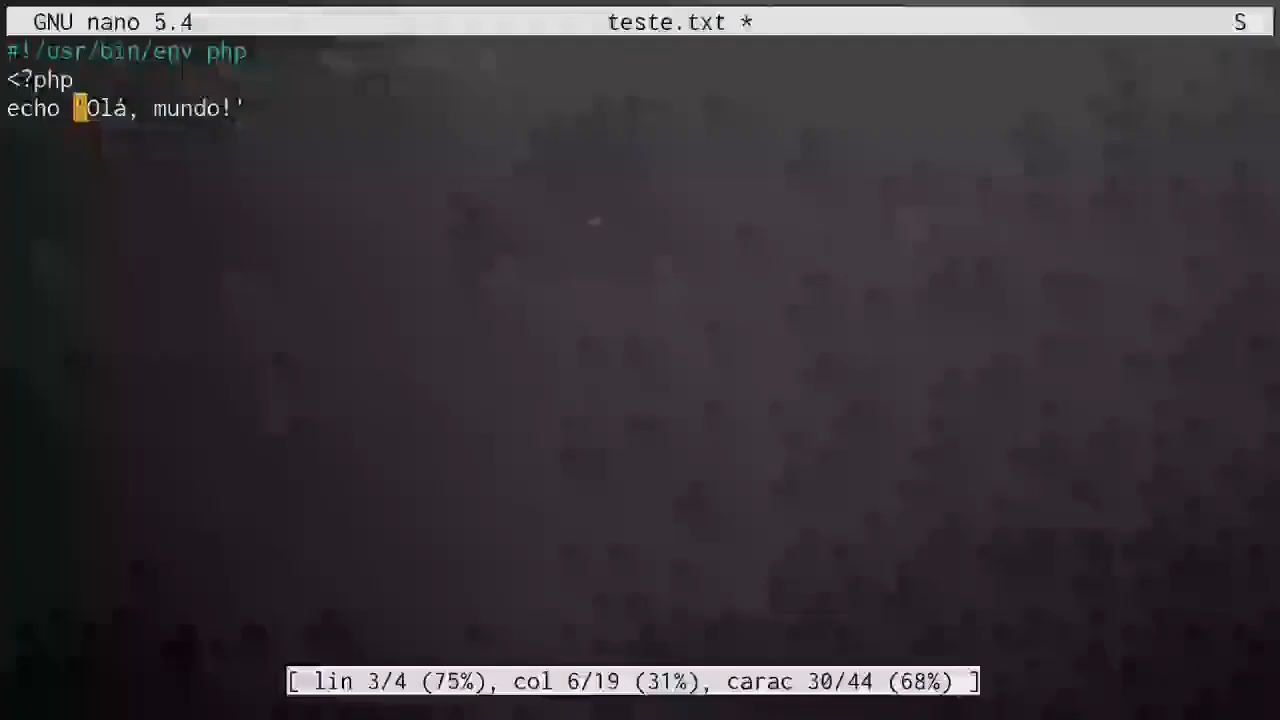 GNU nano 5.4 teste.txt * S
#!/usr/bin/env php
<?php
echo 'Olá, mundo!'
[ lin 3/4 (75%), col 6/19 (31%), carac 30/44 (68%) ]